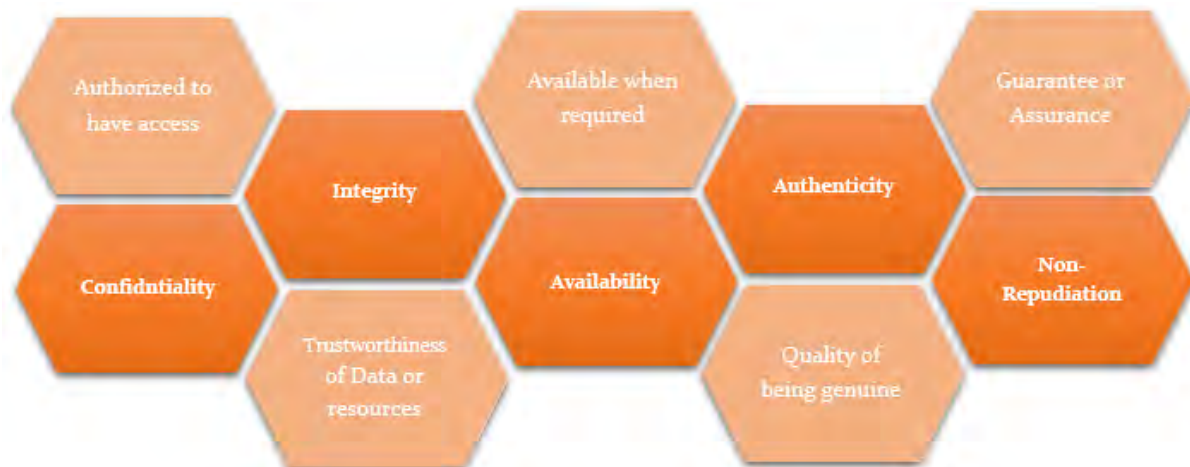 Authorized to
have access
Confidntiality
Integrity
Trustworthiness
of Data or
resources
Available when
required
Availability
Authenticity
Quality of
being genuine
Guarantee or
Assurance
Non-
Repudiation